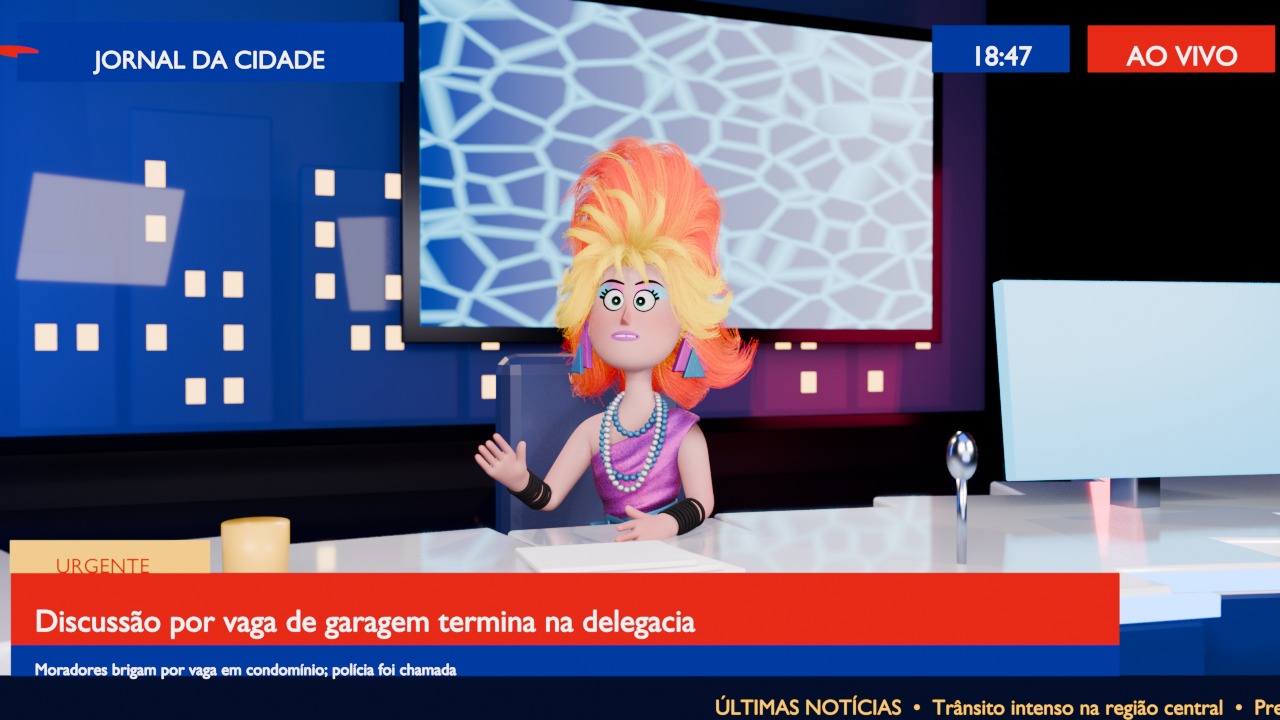 JORNAL DA CIDADE
18:47
AO VIVO
URGENTE
Discussão por vaga de garagem termina na delegacia
Moradores brigam por vaga em condomínio; polícia foi chamada
ÚLTIMAS NOTÍCIAS • Trânsito intenso na região central •